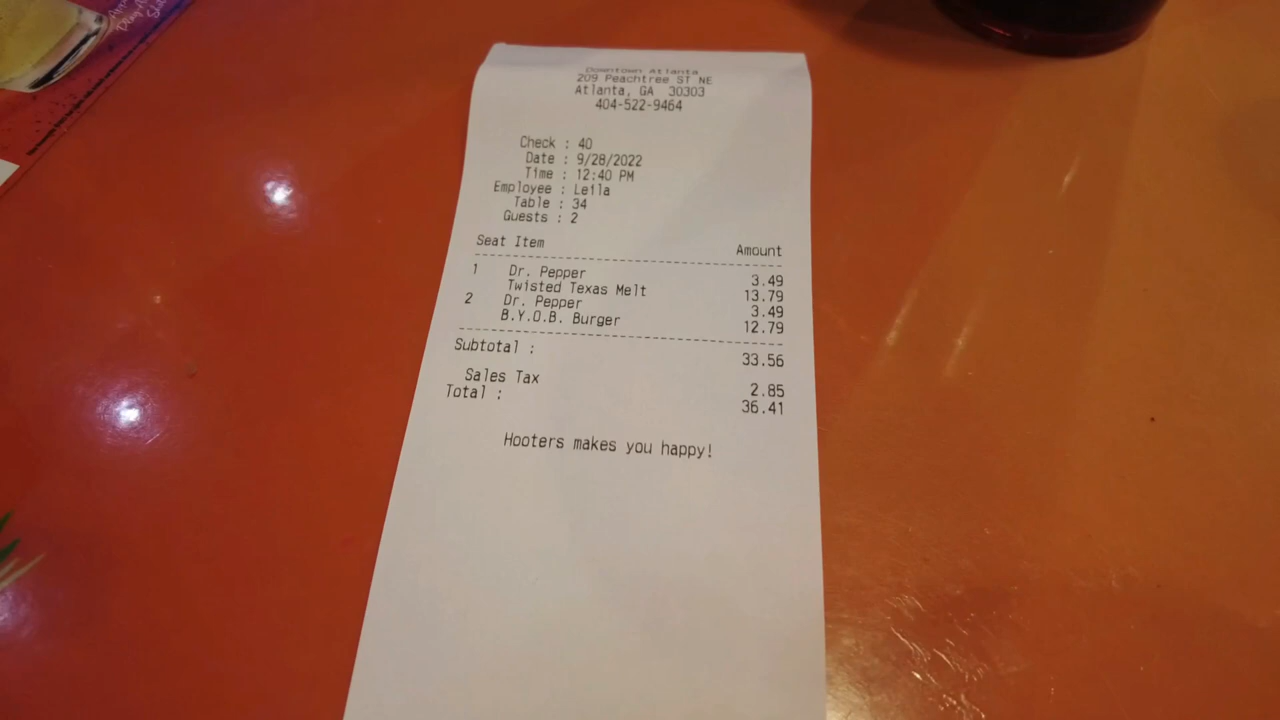 Downtown Atlanta
209 Peachtree ST NE
Atlanta, GA 30303
404-522-9464
Check : 40
Date : 9/28/2022
Time : 12:40 PM
Employee : Leila
Table : 34
Guests : 2
Seat Item Amount
1 Dr. Pepper 3.49
Twisted Texas Melt 13.79
2 Dr. Pepper 3.49
B.Y.O.B. Burger 12.79
Subtotal : 33.56
Sales Tax 2.85
Total : 36.41
Hooters makes you happy!